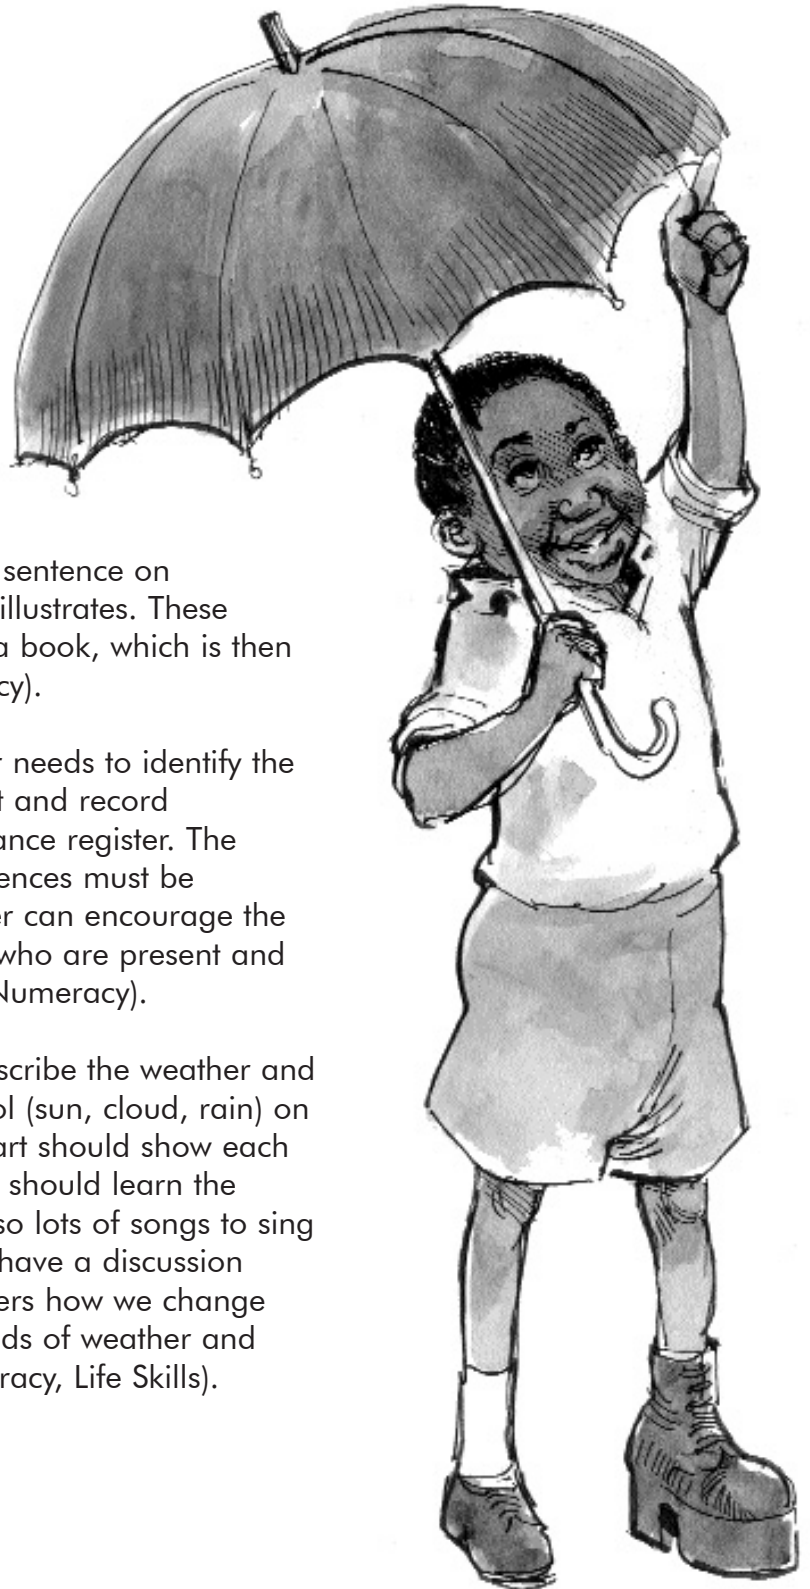 sentence on
illustrates. These
a book, which is then
cy).
r needs to identify the
t and record
ance register. The
ences must be
er can encourage the
who are present and
Numeracy).
scribe the weather and
ol (sun, cloud, rain) on
art should show each
should learn the
so lots of songs to sing
have a discussion
ers how we change
ds of weather and
racy, Life Skills).